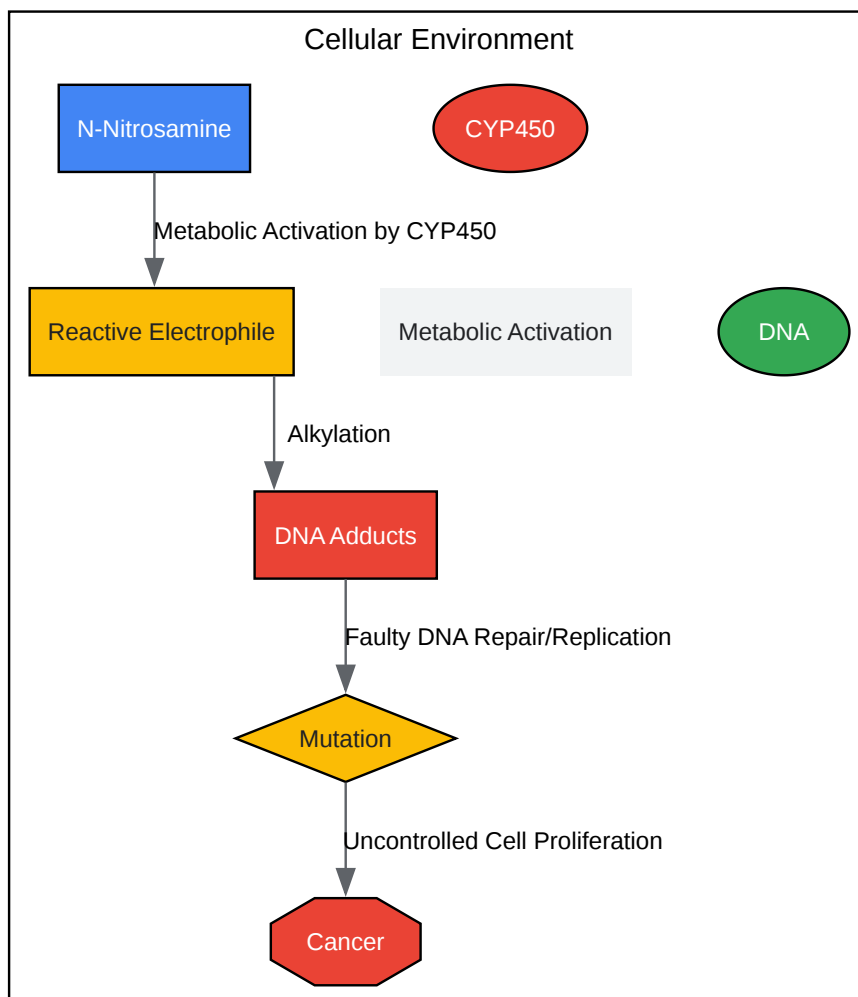 Cellular Environment
N-Nitrosamine
CYP450
Metabolic Activation by CYP450
Reactive Electrophile
Metabolic Activation
DNA
Alkylation
DNA Adducts
Faulty DNA Repair/Replication
Mutation
Uncontrolled Cell Proliferation
Cancer